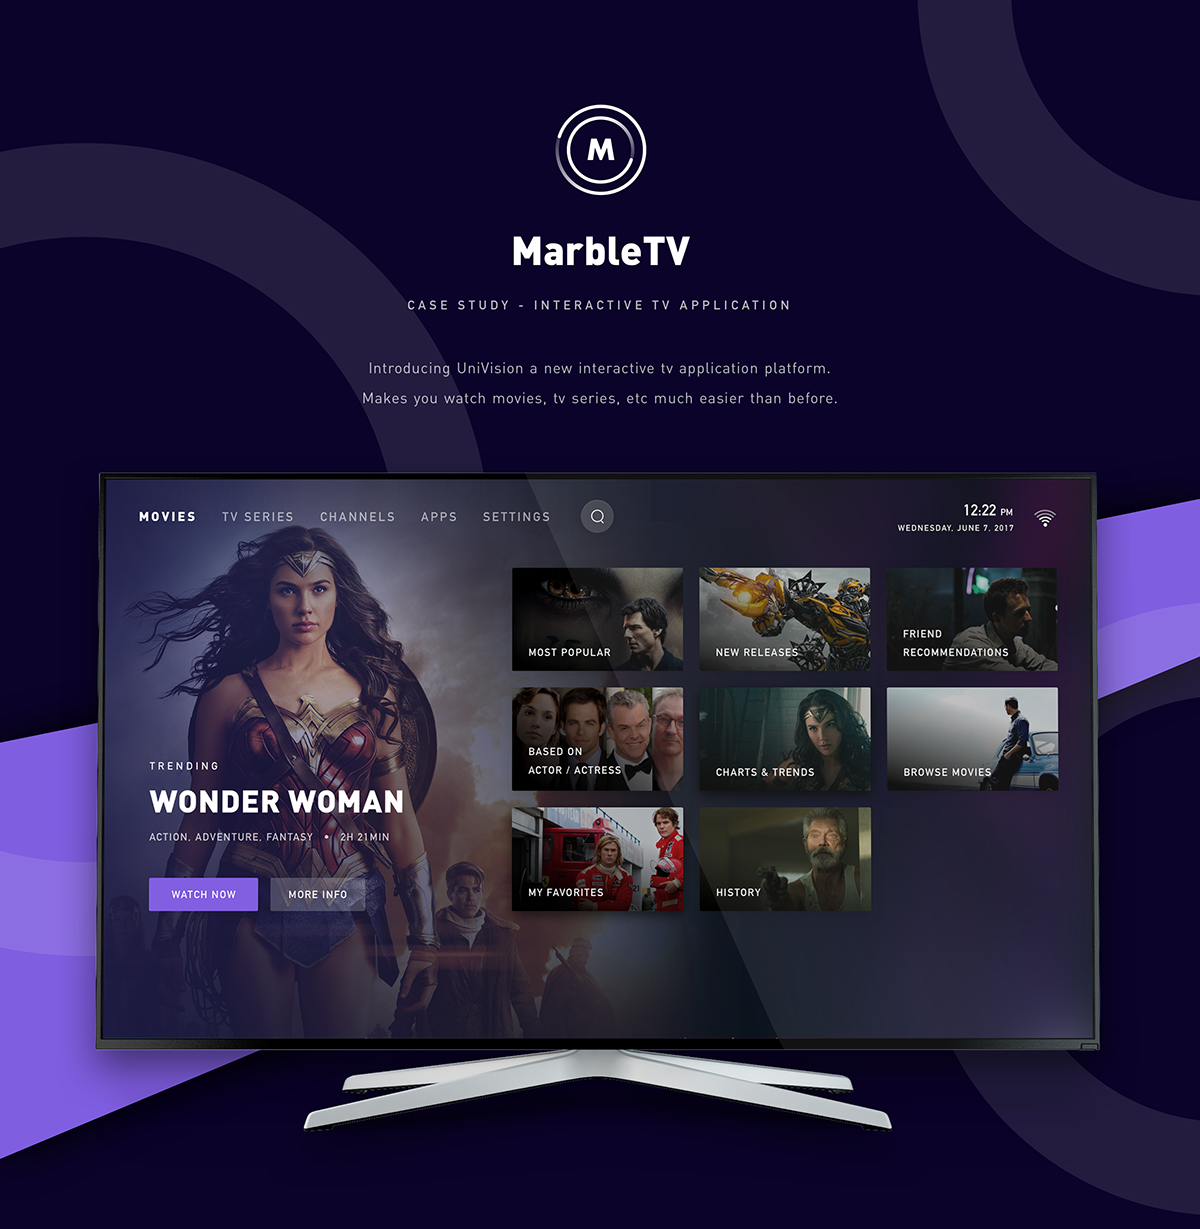 M
MarbleTV
CASE STUDY - INTERACTIVE TV APPLICATION
Introducing UniVision a new interactive tv application platform.
Makes you watch movies, tv series, etc much easier than before.
MOVIES TV SERIES CHANNELS APPS SETTINGS
12:22 PM
WEDNESDAY, JUNE 7, 2017
MOST POPULAR
NEW RELEASES
FRIEND
RECOMMENDATIONS
BASED ON
ACTOR / ACTRESS
CHARTS & TRENDS
BROWSE MOVIES
TRENDING
WONDER WOMAN
ACTION, ADVENTURE, FANTASY • 2H 21MIN
WATCH NOW
MORE INFO
MY FAVORITES
HISTORY